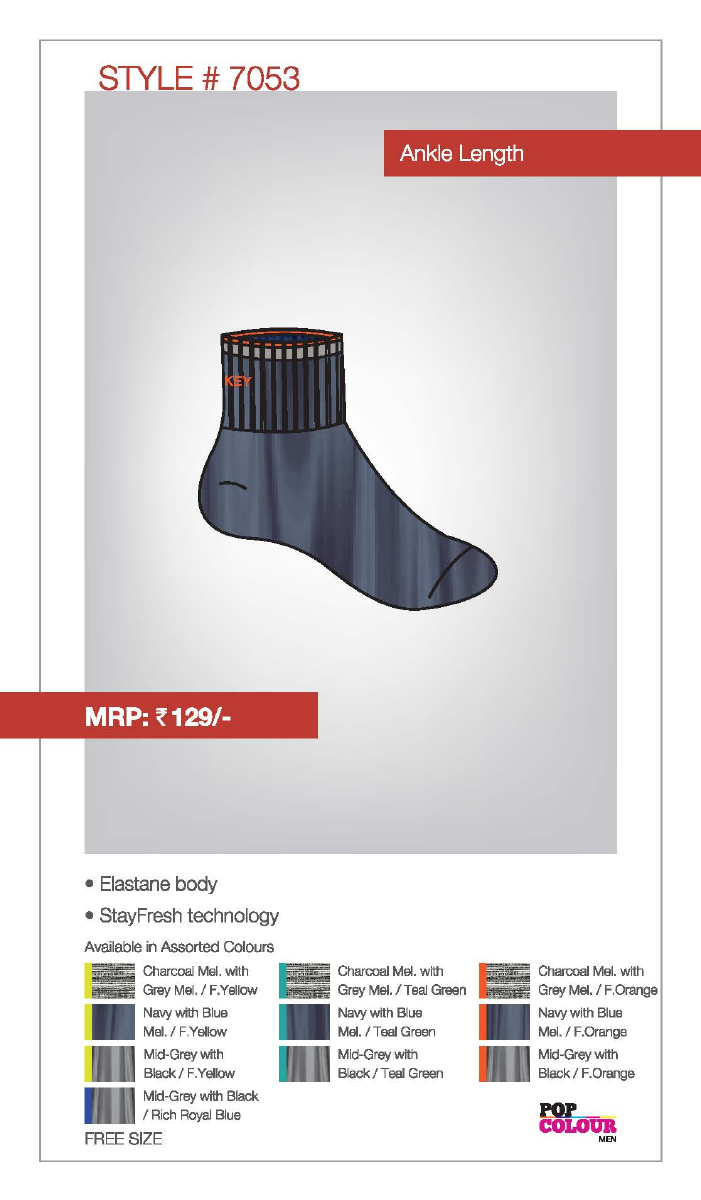 STYLE # 7053
Ankle Length
KEY
MRP: ₹ 129/-
• Elastane body
• StayFresh technology
Available in Assorted Colours
Charcoal Mel. with
Grey Mel. / F.Yellow
Charcoal Mel. with
Grey Mel. / Teal Green
Charcoal Mel. with
Grey Mel. / F.Orange
Navy with Blue
Mel. / F.Yellow
Navy with Blue
Mel. / Teal Green
Navy with Blue
Mel. / F.Orange
Mid-Grey with
Black / F.Yellow
Mid-Grey with
Black / Teal Green
Mid-Grey with
Black / F.Orange
Mid-Grey with Black
/ Rich Royal Blue
FREE SIZE
POP
COLOUR
MEN